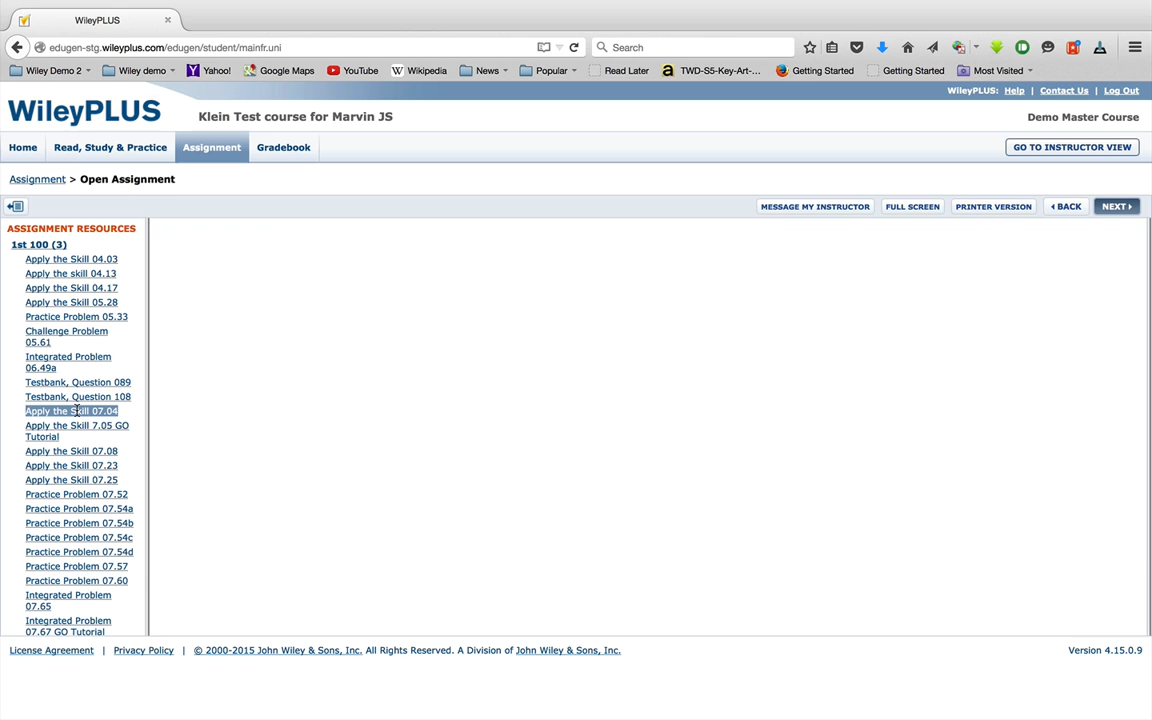 WileyPLUS
edugen-stg.wileyplus.com/edugen/student/mainfr.uni
Search
Wiley Demo 2
Wiley demo
Yahoo!
Google Maps
YouTube
Wikipedia
News
Popular
Read Later
TWD-S5-Key-Art-...
Getting Started
Getting Started
Most Visited
WileyPLUS: Help | Contact Us | Log Out
WileyPLUS
Klein Test course for Marvin JS
Demo Master Course
Home
Read, Study & Practice
Assignment
Gradebook
GO TO INSTRUCTOR VIEW
Assignment > Open Assignment
MESSAGE MY INSTRUCTOR
FULL SCREEN
PRINTER VERSION
BACK
NEXT
ASSIGNMENT RESOURCES
1st 100 (3)
Apply the Skill 04.03
Apply the skill 04.13
Apply the Skill 04.17
Apply the Skill 05.28
Practice Problem 05.33
Challenge Problem
05.61
Integrated Problem
06.49a
Testbank, Question 089
Testbank, Question 108
Apply the Skill 07.04
Apply the Skill 7.05 GO
Tutorial
Apply the Skill 07.08
Apply the Skill 07.23
Apply the Skill 07.25
Practice Problem 07.52
Practice Problem 07.54a
Practice Problem 07.54b
Practice Problem 07.54c
Practice Problem 07.54d
Practice Problem 07.57
Practice Problem 07.60
Integrated Problem
07.65
Integrated Problem
07.67 GO Tutorial
License Agreement | Privacy Policy | © 2000-2015 John Wiley & Sons, Inc. All Rights Reserved. A Division of John Wiley & Sons, Inc.
Version 4.15.0.9